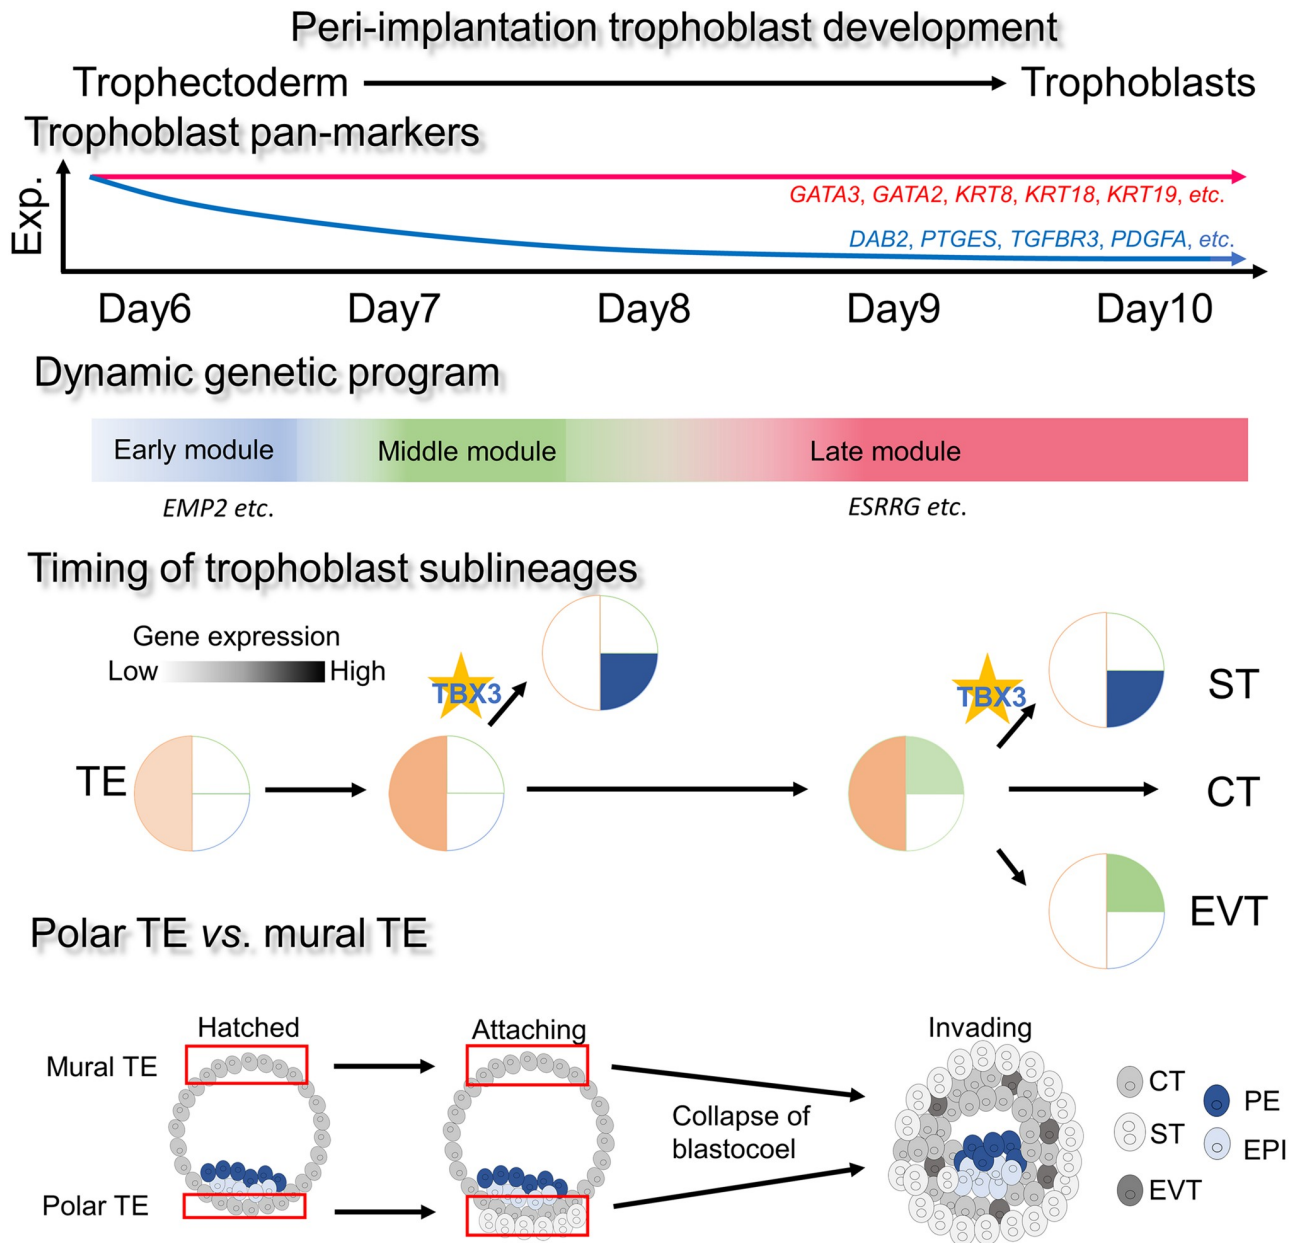 Peri-implantation trophoblast development
Trophectoderm
Trophoblasts
Trophoblast pan-markers
Exp.
GATA3, GATA2, KRT8, KRT18, KRT19, etc.
DAB2, PTGES, TGFBR3, PDGFA, etc.
Day6
Day7
Day8
Day9
Day10
Dynamic genetic program
Early module
Middle module
Late module
EMP2 etc.
ESRRG etc.
Timing of trophoblast sublineages
Gene expression
Low
High
TBX3
TBX3
ST
TE
CT
EVT
Polar TE vs. mural TE
Hatched
Attaching
Invading
Mural TE
Collapse of
blastocoel
Polar TE
CT
PE
ST
EPI
EVT